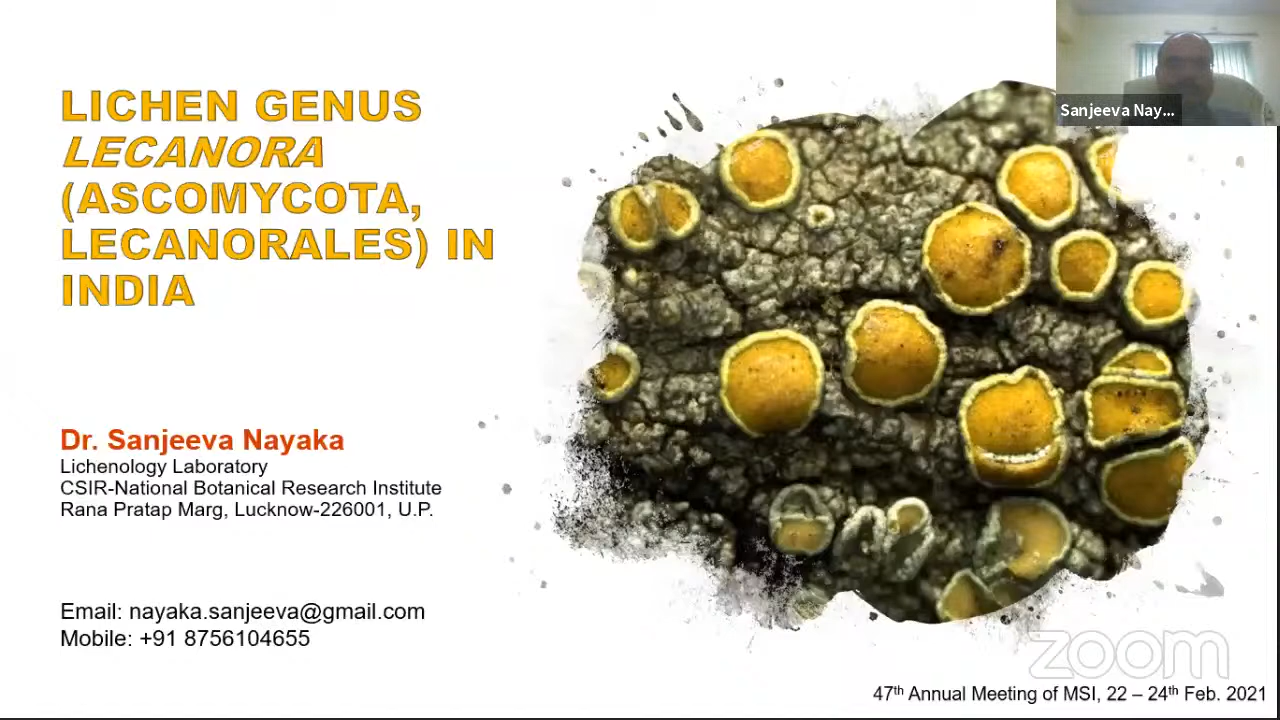 LICHEN GENUS
LECANORA
(ASCOMYCOTA,
LECANORALES) IN
INDIA
Sanjeeva Nay...
Dr. Sanjeeva Nayaka
Lichenology Laboratory
CSIR-National Botanical Research Institute
Rana Pratap Marg, Lucknow-226001, U.P.
Email: nayaka.sanjeeva@gmail.com
Mobile: +91 8756104655
zoom
47th Annual Meeting of MSI, 22 – 24th Feb. 2021